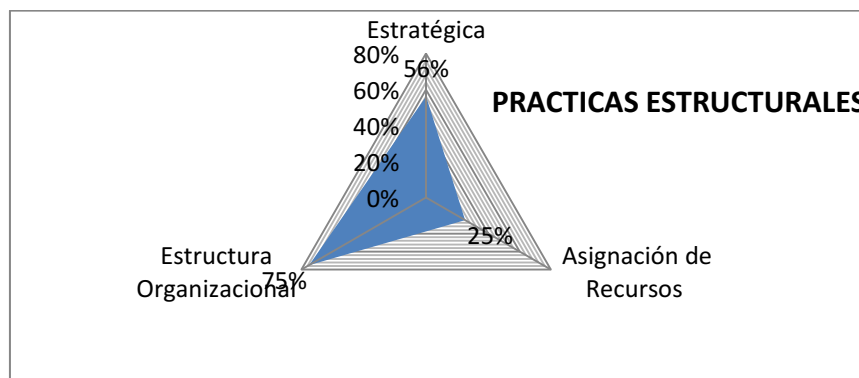 Estratégica
80%
56%
60%
PRACTICAS ESTRUCTURALES
40%
20%
0%
25%
Estructura
Organizacional
75%
Asignación de
Recursos